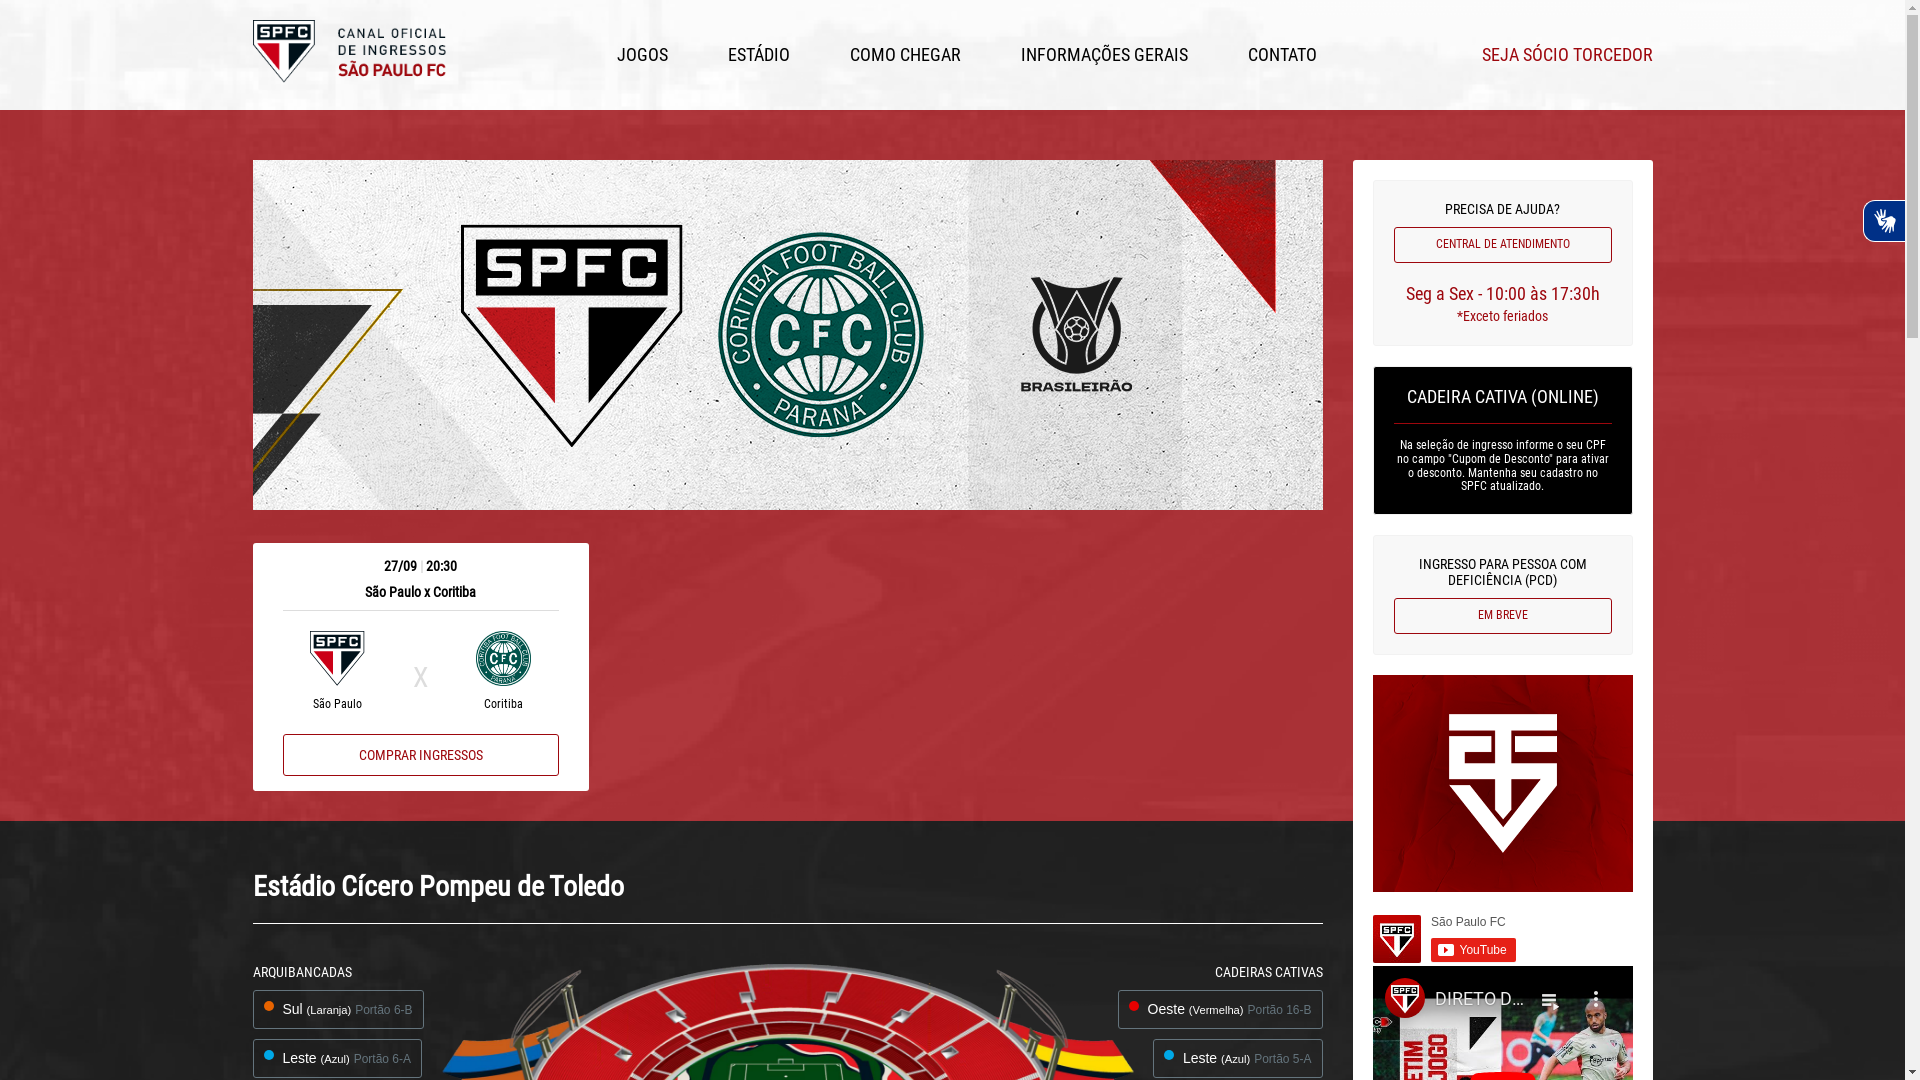 SPFC
CANAL OFICIAL
DE INGRESSOS
SÃO PAULO FC
JOGOS
ESTÁDIO
COMO CHEGAR
INFORMAÇÕES GERAIS
CONTATO
SEJA SÓCIO TORCEDOR
SPFC
CORITIBA FOOT BALL CLUB
CFC
PARANÁ
BRASILEIRÃO
27/09 | 20:30
São Paulo x Coritiba
SPFC
X
CFC
São Paulo
Coritiba
COMPRAR INGRESSOS
PRECISA DE AJUDA?
CENTRAL DE ATENDIMENTO
Seg a Sex - 10:00 às 17:30h
*Exceto feriados
CADEIRA CATIVA (ONLINE)
Na seleção de ingresso informe o seu CPF
no campo "Cupom de Desconto" para ativar
o desconto. Mantenha seu cadastro no
SPFC atualizado.
INGRESSO PARA PESSOA COM
DEFICIÊNCIA (PCD)
EM BREVE
São Paulo FC
SPFC
YouTube
DIRETO D...
SPFC
Estádio Cícero Pompeu de Toledo
ARQUIBANCADAS
Sul (Laranja) Portão 6-B
Leste (Azul) Portão 6-A
CADEIRAS CATIVAS
Oeste (Vermelha) Portão 16-B
Leste (Azul) Portão 5-A